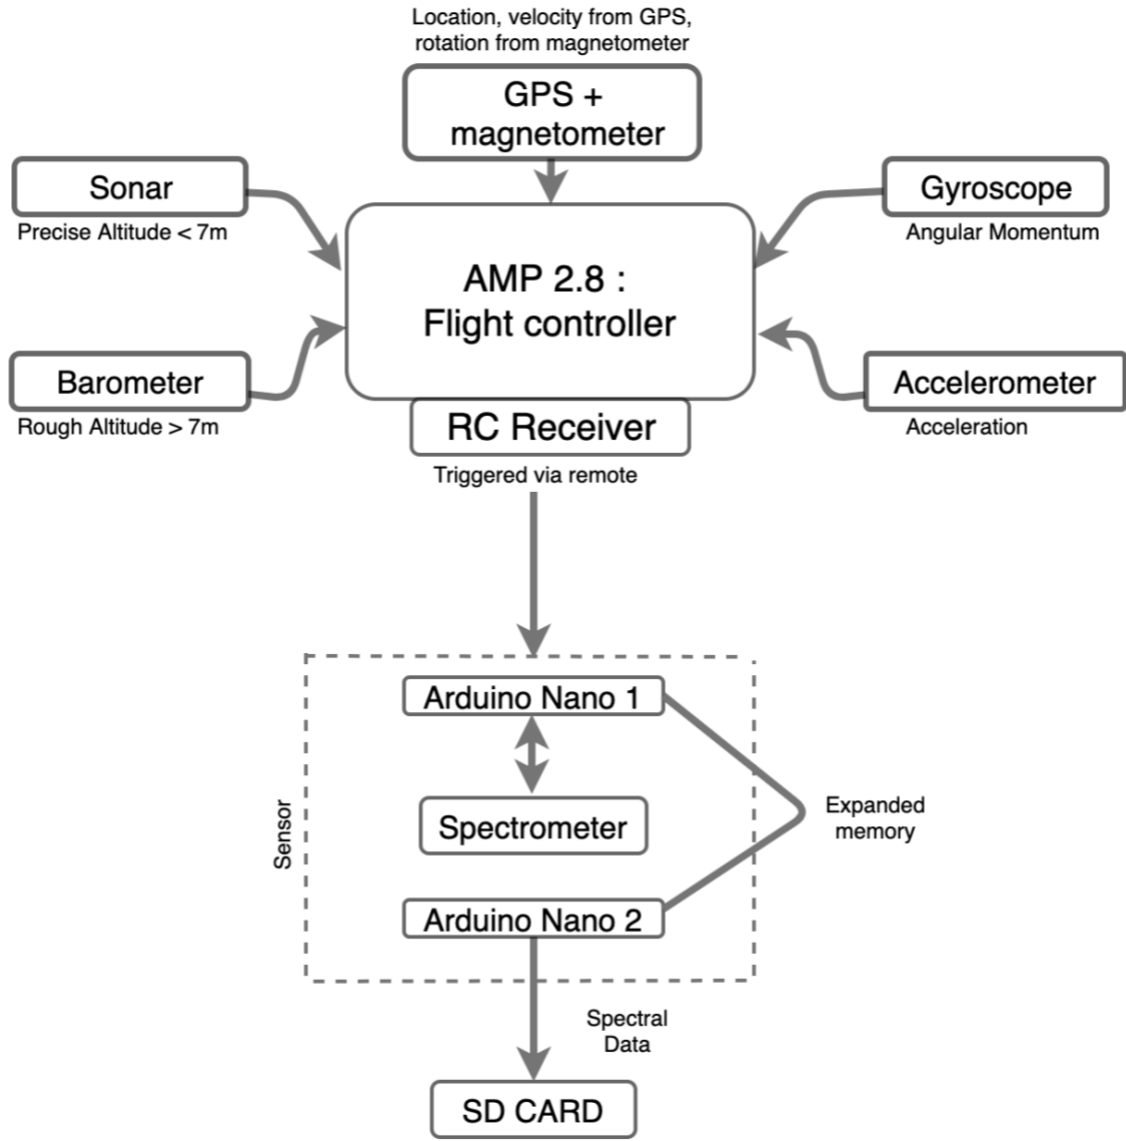 Location, velocity from GPS,
rotation from magnetometer
GPS +
magnetometer
Sonar
Precise Altitude < 7m
Gyroscope
Angular Momentum
AMP 2.8 :
Flight controller
Barometer
Rough Altitude > 7m
Accelerometer
Acceleration
RC Receiver
Triggered via remote
Sensor
Arduino Nano 1
Spectrometer
Expanded
memory
Arduino Nano 2
Spectral
Data
SD CARD